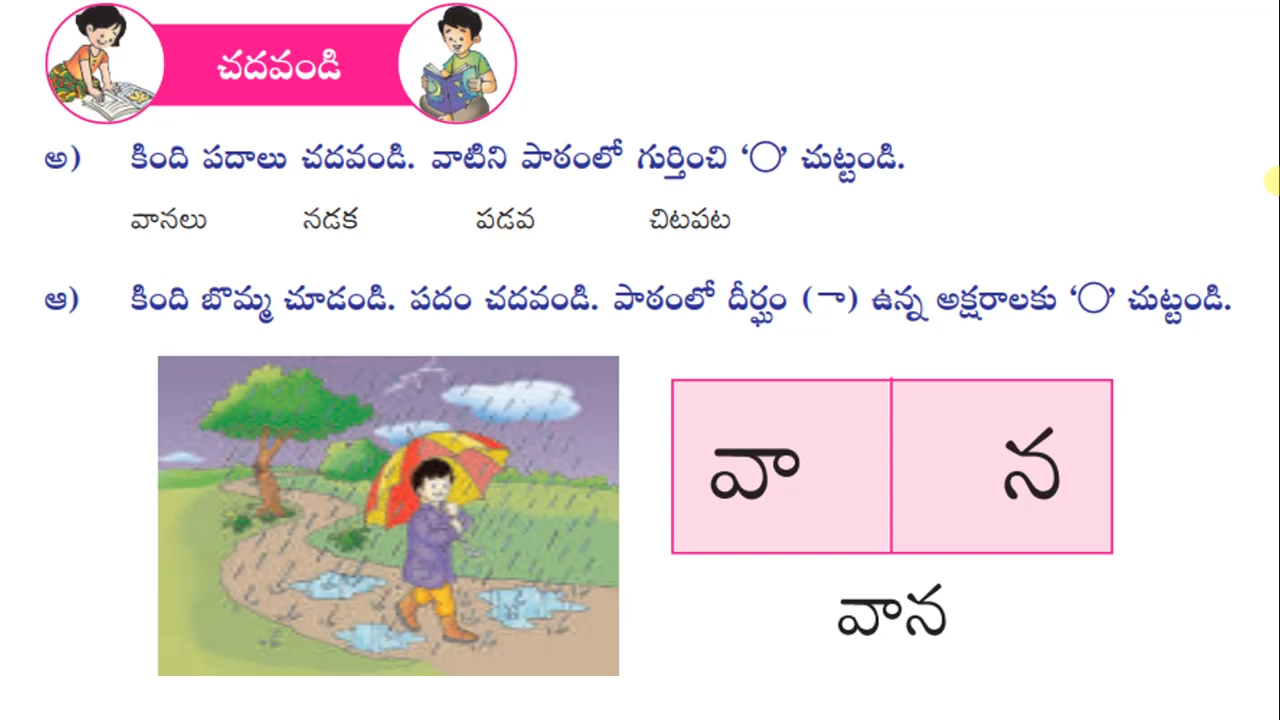 చదవండి
అ) కింది పదాలు చదవండి. వాటిని పాఠంలో గుర్తించి ‘◯’ చుట్టండి.
వానలు నడక పడవ చిటపట
ఆ) కింది బొమ్మ చూడండి. పదం చదవండి. పాఠంలో దీర్ఘం (ా) ఉన్న అక్షరాలకు ‘◯’ చుట్టండి.
వా న
వాన